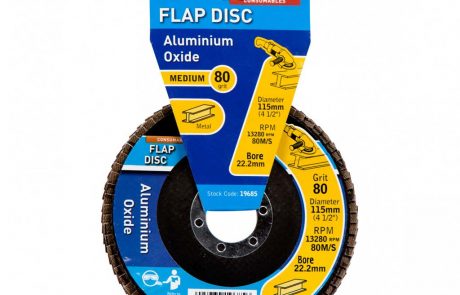 CONSUMABLES
FLAP DISC
Aluminium
Oxide
MEDIUM 80
grit
Metal
Diameter
115mm
(4 1/2")
RPM
13280 RPM
80M/S
Bore
22.2mm
Stock Code: 19685
CONSUMABLES
FLAP
DISC
Aluminium
Oxide
Grit
80
Diameter
115mm
(4 1/2")
RPM
13280 RPM
80M/S
Bore
22.2mm